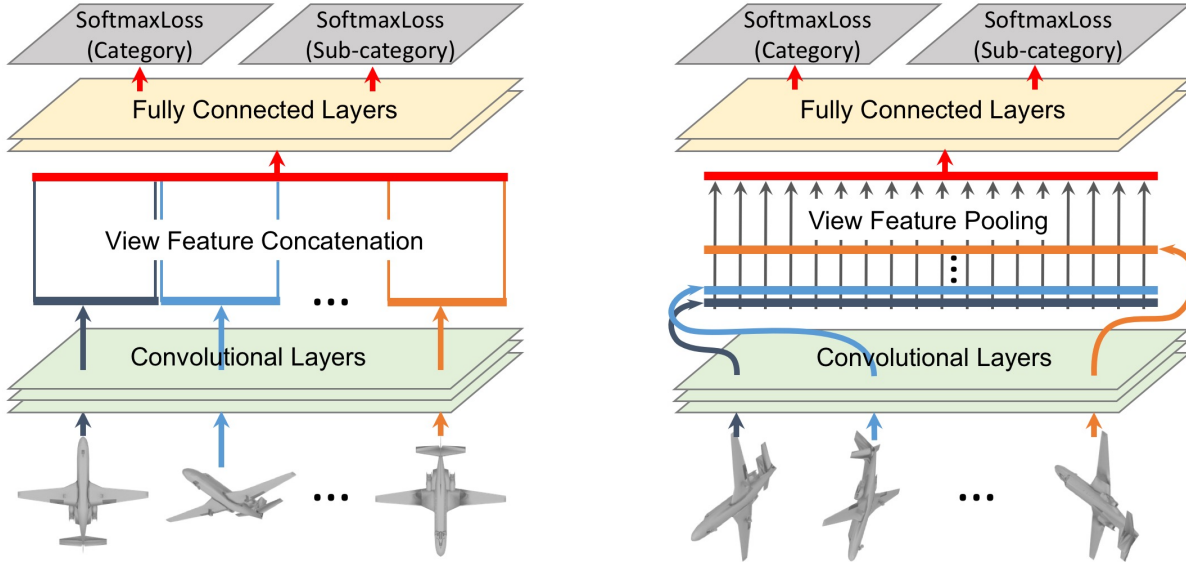 SoftmaxLoss
(Category)
SoftmaxLoss
(Sub-category)
Fully Connected Layers
View Feature Concatenation
...
Convolutional Layers
...
SoftmaxLoss
(Category)
SoftmaxLoss
(Sub-category)
Fully Connected Layers
View Feature Pooling
...
Convolutional Layers
...